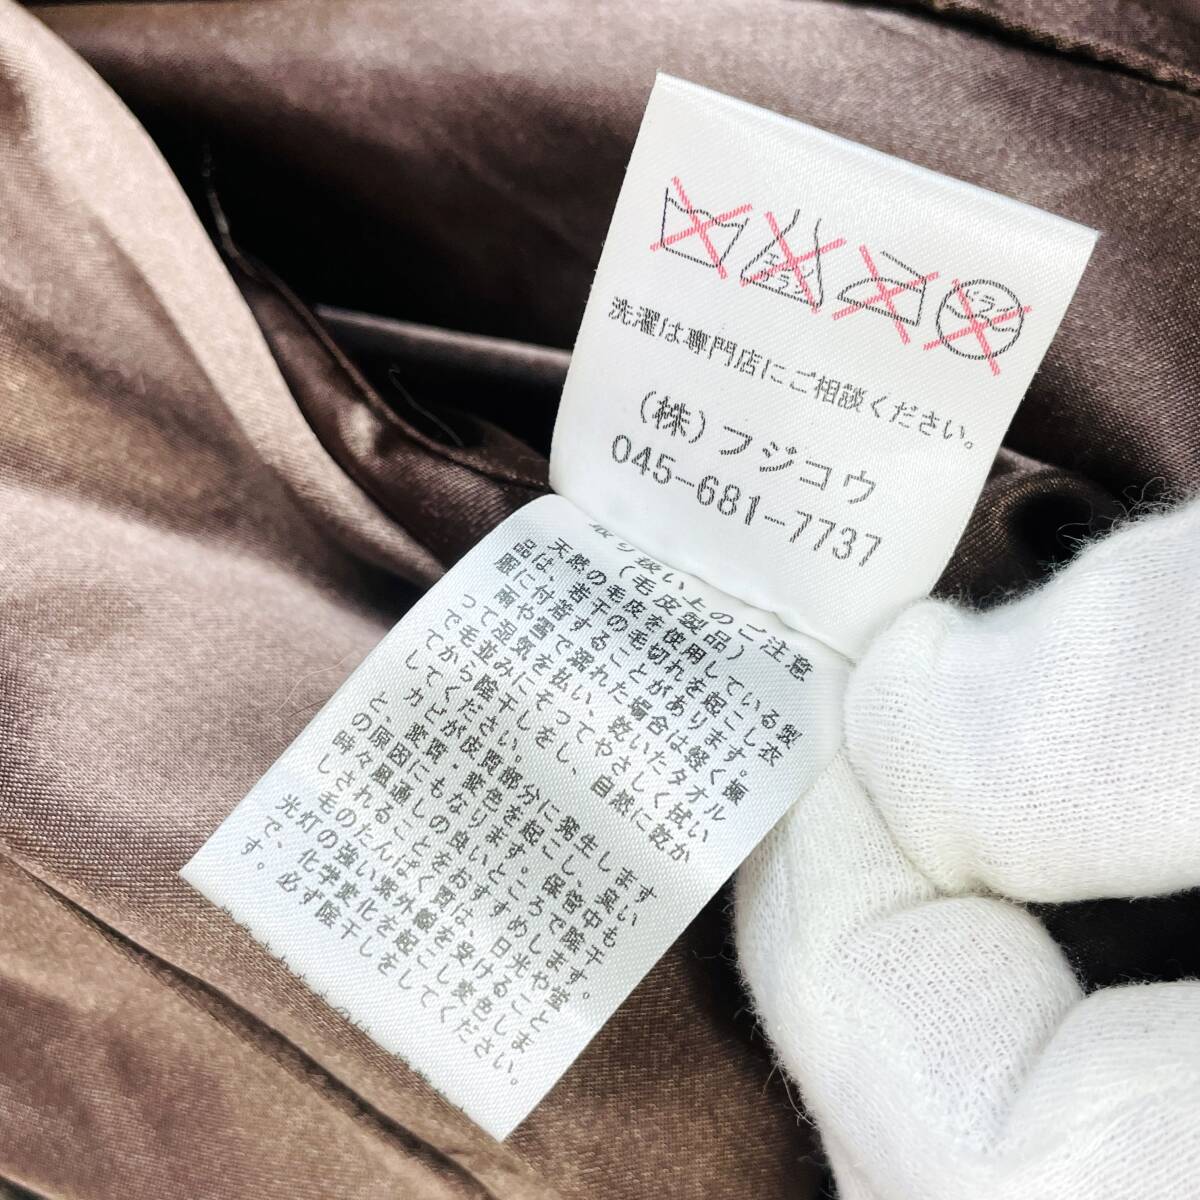 エンソ
サラシ
ドライ
洗濯は専門店にご相談ください。
(株)フジコウ
045-681-7737
取り扱い上のご注意
(毛皮製品)
天然の毛皮を使用している製
品は、若干の毛切れを起こし衣
服に付着することがあります。
雨や雪で濡れた場合は軽く振
って湿気を払い、乾いたタオル
で毛並みにそってやさしく拭い
てから陰干しをし、自然に乾か
してください。
カビが皮質部分に発生します
と、変質・変色を起こし、臭い
の原因にもなります。保管中も
時々風通しの良いところで陰干
しされることをおすすめします。
毛のたんぱく質は、日光や蛍
光灯の強い紫外線を受けること
で、化学変化を起こし変色しま
す。必ず陰干しをしてください。